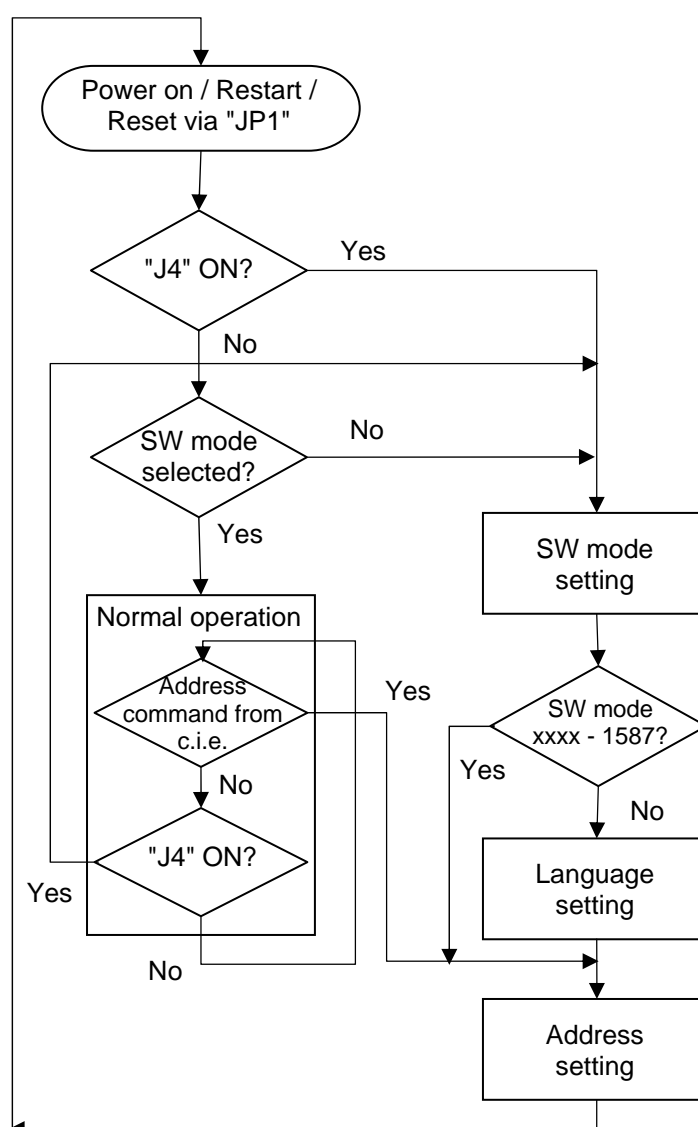 Power on / Restart /
Reset via "JP1"
"J4" ON?
Yes
No
SW mode
selected?
No
Yes
SW mode
setting
Normal operation
Address
command from
c.i.e.
Yes
No
SW mode
xxxx - 1587?
Yes
No
"J4" ON?
Yes
No
Language
setting
Address
setting